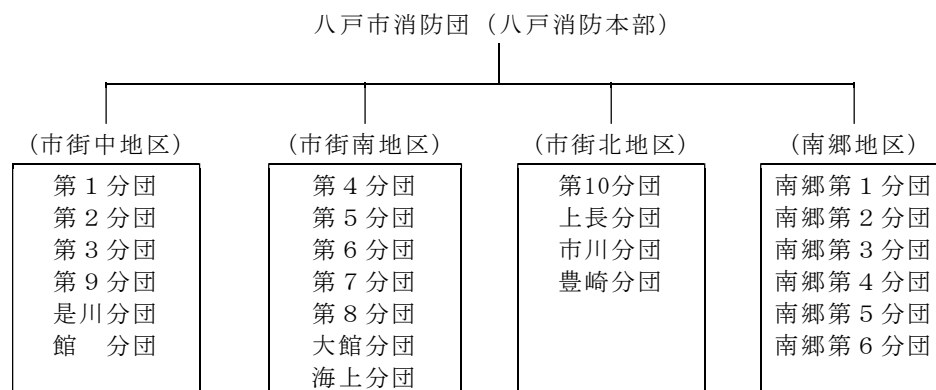 八戸市消防団（八戸消防本部）
(市街中地区)
第１分団
第２分団
第３分団
第９分団
是川分団
館　分団
(市街南地区)
第４分団
第５分団
第６分団
第７分団
第８分団
大館分団
海上分団
(市街北地区)
第10分団
上長分団
市川分団
豊崎分団
(南郷地区)
南郷第１分団
南郷第２分団
南郷第３分団
南郷第４分団
南郷第５分団
南郷第６分団